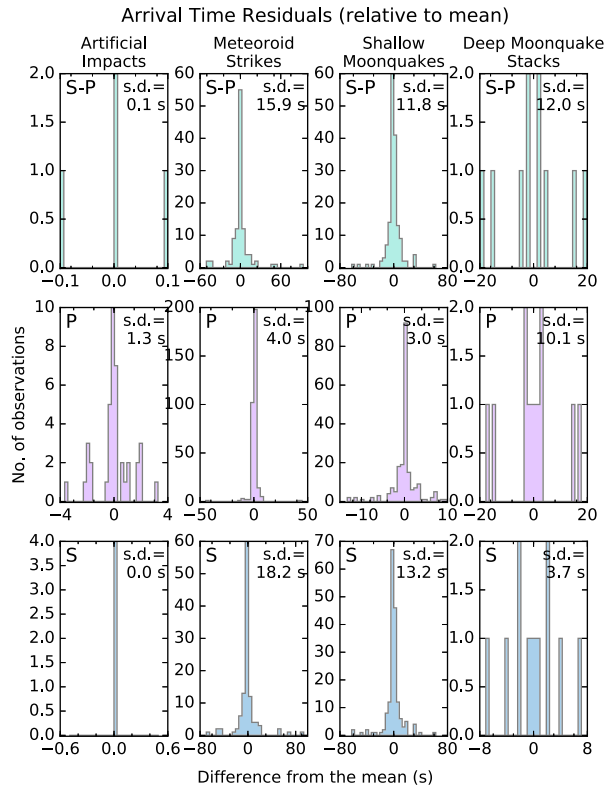 Arrival Time Residuals (relative to mean)
Artificial Impacts
Meteoroid Strikes
Shallow Moonquakes
Deep Moonquake Stacks
S-P
s.d.=
0.1 s
2.0
1.5
1.0
0.5
0.0
−0.1 0.0 0.1
S-P
s.d.=
15.9 s
60
50
40
30
20
10
0
−60 0 60
S-P
s.d.=
11.8 s
60
50
40
30
20
10
0
−80 0 80
S-P
s.d.=
12.0 s
2.0
1.5
1.0
0.5
0.0
−20 0 20
No. of observations
P
s.d.=
1.3 s
10
8
6
4
2
0
−4 0 4
P
s.d.=
4.0 s
200
150
100
50
0
−50 0 50
P
s.d.=
3.0 s
100
80
60
40
20
0
−10 0 10
P
s.d.=
10.1 s
2.0
1.5
1.0
0.5
0.0
−20 0 20
S
s.d.=
0.0 s
4.0
3.5
3.0
2.5
2.0
1.5
1.0
0.5
0.0
−0.6 0.0 0.6
S
s.d.=
18.2 s
60
50
40
30
20
10
0
−80 0 80
S
s.d.=
13.2 s
70
60
50
40
30
20
10
0
−80 0 80
S
s.d.=
3.7 s
2.0
1.5
1.0
0.5
0.0
−8 0 8
Difference from the mean (s)